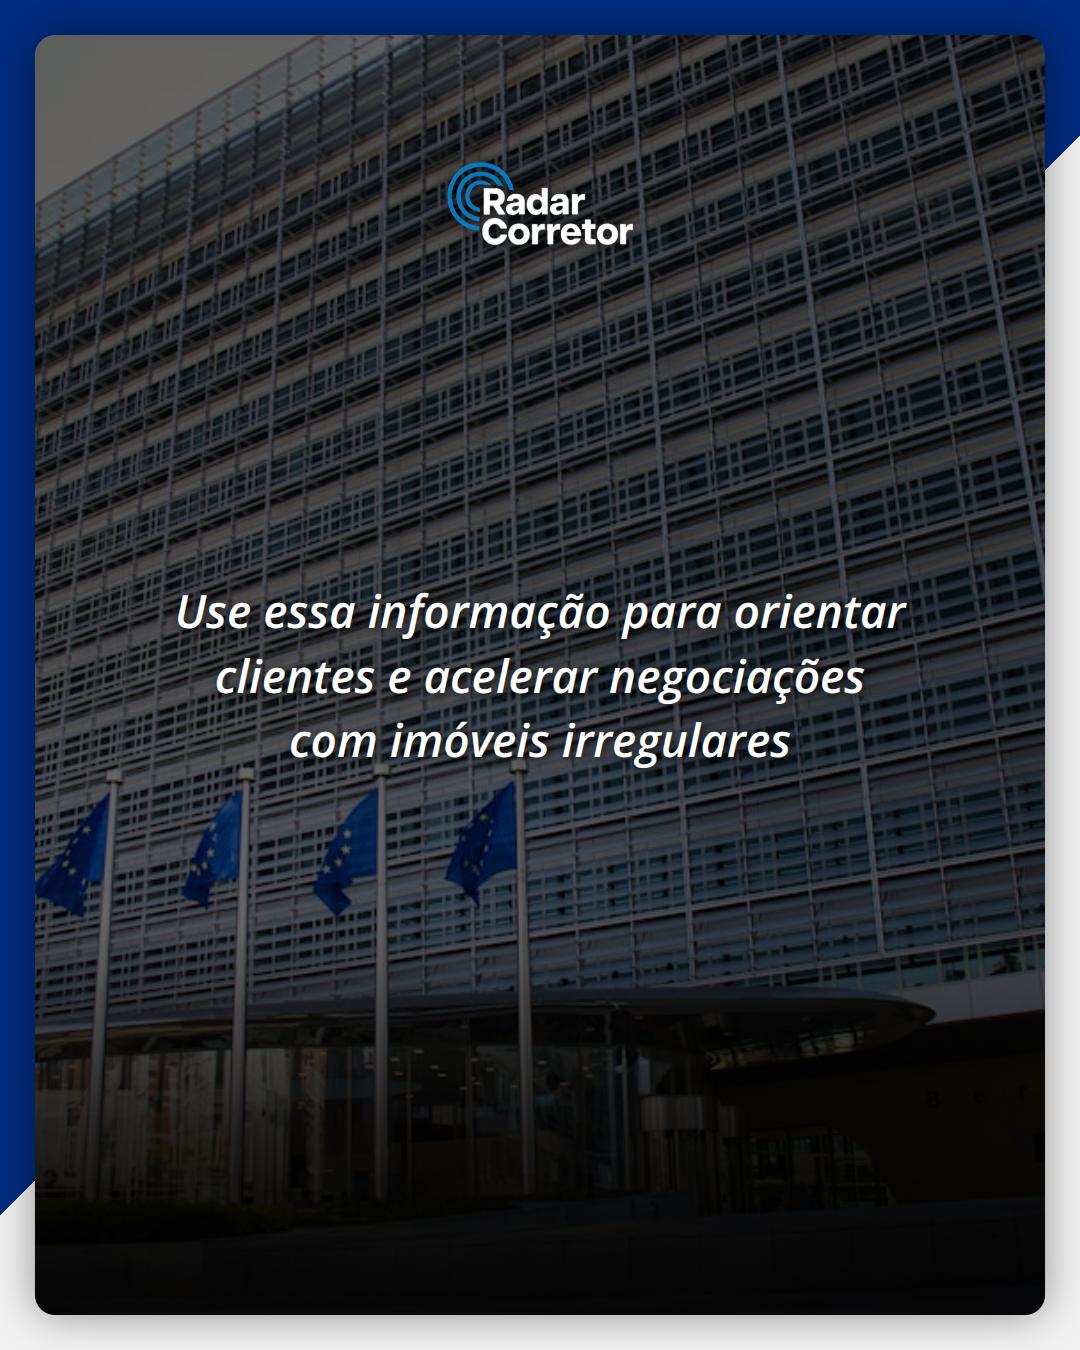 Radar
Corretor
Use essa informação para orientar
clientes e acelerar negociações
com imóveis irregulares